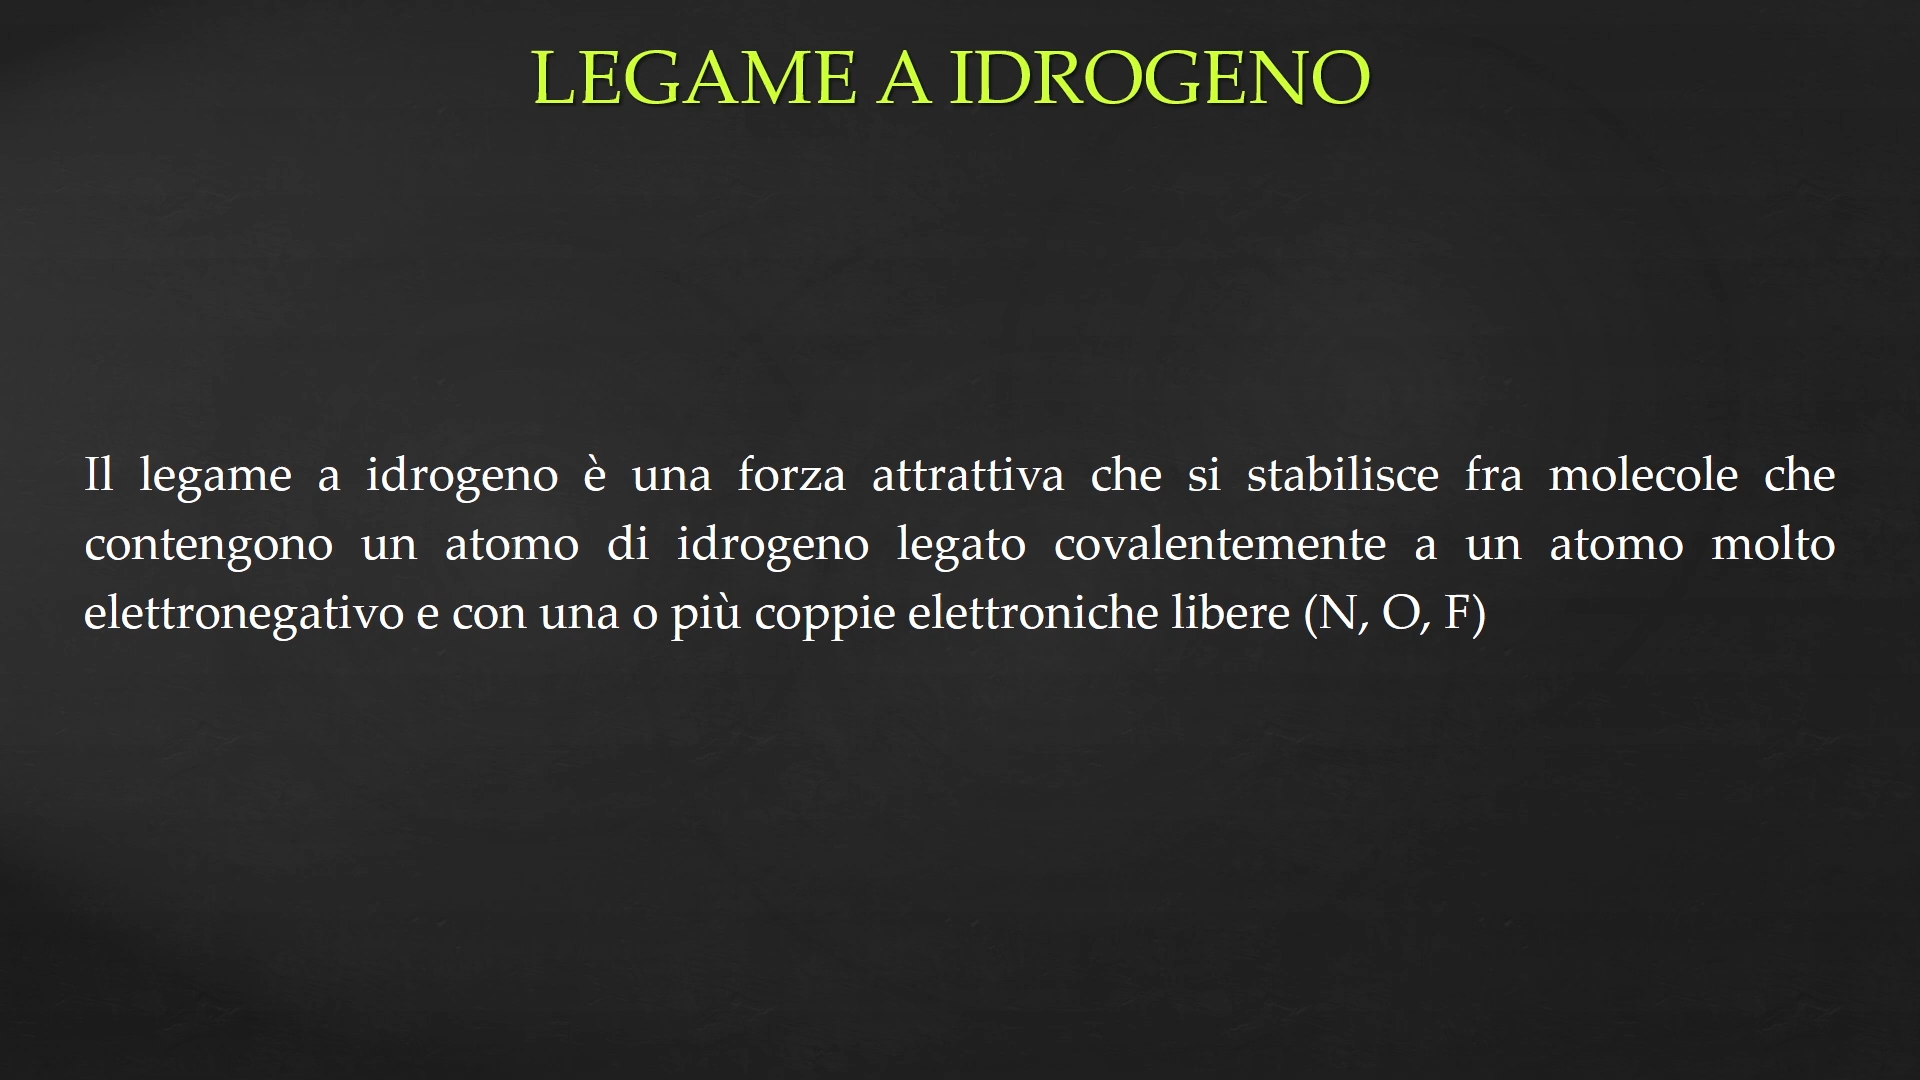 LEGAME A IDROGENO
Il legame a idrogeno è una forza attrattiva che si stabilisce fra molecole che
contengono un atomo di idrogeno legato covalentemente a un atomo molto
elettronegativo e con una o più coppie elettroniche libere (N, O, F)